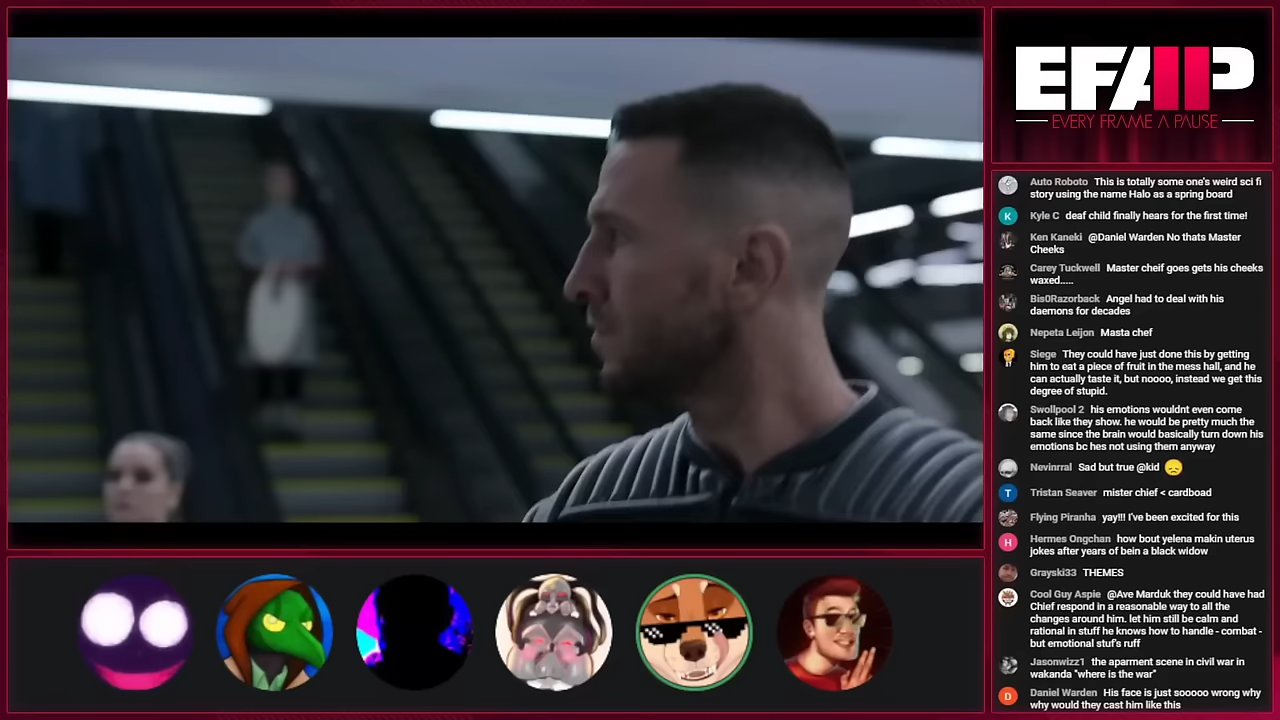 EFAP
EVERY FRAME A PAUSE
Auto Roboto This is totally some one's weird sci fi
story using the name Halo as a spring board
K
Kyle C deaf child finally hears for the first time!
Ken Kaneki @Daniel Warden No thats Master
Cheeks
Carey Tuckwell Master cheif goes gets his cheeks
waxed.....
Bis0Razorback Angel had to deal with his
daemons for decades
Nepeta Leijon Masta chef
Siege They could have just done this by getting
him to eat a piece of fruit in the mess hall, and he
can actually taste it, but noooo, instead we get this
degree of stupid.
Swollpool 2 his emotions wouldnt even come
back like they show. he would be pretty much the
same since the brain would basically turn down his
emotions bc hes not using them anyway
Nevinrral Sad but true @kid 😞
T
Tristan Seaver mister chief < cardboad
Flying Piranha yay!!! I've been excited for this
H
Hermes Ongchan how bout yelena makin uterus
jokes after years of bein a black widow
Grayski33 THEMES
Cool Guy Aspie @Ave Marduk they could have had
Chief respond in a reasonable way to all the
changes around him. let him still be calm and
rational in stuff he knows how to handle - combat -
but emotional stuf's ruff
Jasonwizz1 the aparment scene in civil war in
wakanda "where is the war"
D
Daniel Warden His face is just sooooo wrong why
why would they cast him like this